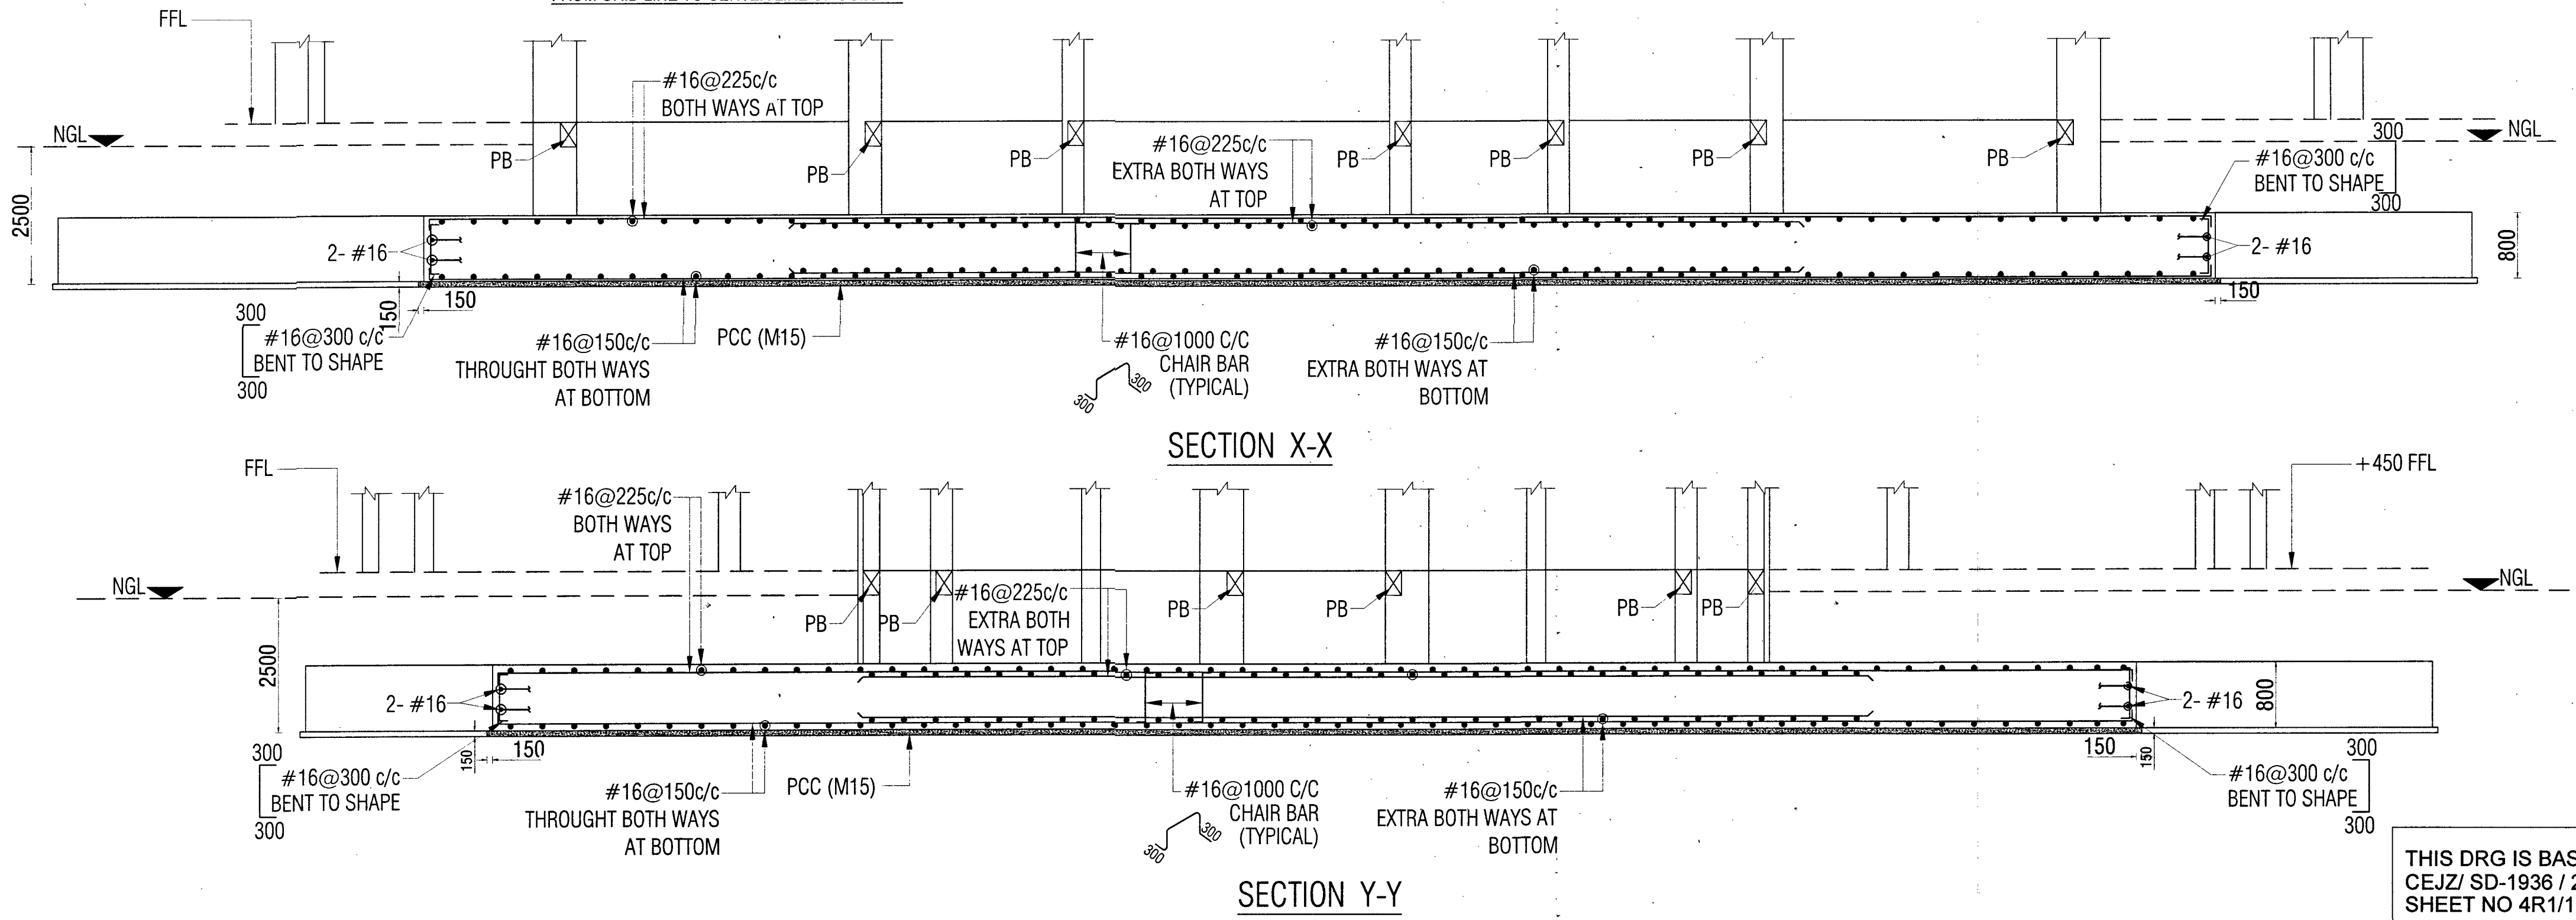 FFL
#16@225c/c
BOTH WAYS AT TOP
NGL
PB
PB
PB
#16@225c/c
EXTRA BOTH WAYS
AT TOP
PB
PB
PB
PB
300
NGL
#16@300 c/c
BENT TO SHAPE
300
2500
2- #16
2- #16
800
150
150
150
300
#16@300 c/c
BENT TO SHAPE
300
#16@150c/c
THROUGHT BOTH WAYS
AT BOTTOM
PCC (M15)
#16@1000 C/C
CHAIR BAR
(TYPICAL)
300
300
#16@150c/c
EXTRA BOTH WAYS AT
BOTTOM
SECTION X-X
FFL
+450 FFL
#16@225c/c
BOTH WAYS
AT TOP
NGL
NGL
PB
PB
#16@225c/c
EXTRA BOTH
WAYS AT TOP
PB
PB
PB
PB
2500
2- #16
2- #16
800
300
150
150
150
150
300
#16@300 c/c
BENT TO SHAPE
300
#16@150c/c
THROUGHT BOTH WAYS
AT BOTTOM
PCC (M15)
#16@1000 C/C
CHAIR BAR
(TYPICAL)
300
300
#16@150c/c
EXTRA BOTH WAYS AT
BOTTOM
#16@300 c/c
BENT TO SHAPE
300
SECTION Y-Y
THIS DRG IS BAS
CEJZ/ SD-1936 / 2
SHEET NO 4R1/1